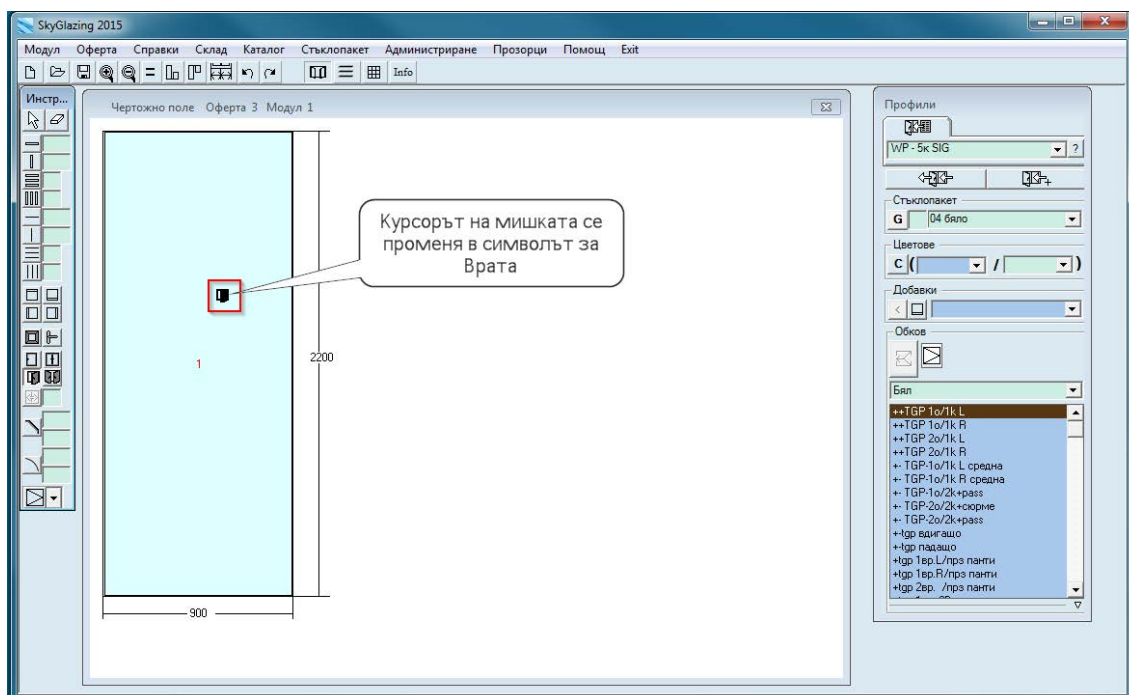 SkyGlazing 2015
Модул Оферта Справки Склад Каталог Стъклопакет Администриране Прозорци Помощ Exit
Info
Инстр...
Чертожно поле Оферта 3 Модул 1
Курсорът на мишката се
променя в символът за
Врата
1
2200
900
Профили
WP - 5к SIG
?
Стъклопакет
G 04 бяло
Цветове
C ( / )
Добавки
<
Обков
Бял
++TGP 1o/1k L
++TGP 1o/1k R
++TGP 2o/1k L
++TGP 2o/1k R
+- TGP-1o/1k L средна
+- TGP-1o/1k R средна
+- TGP-1o/2k+pass
+- TGP-2o/2k+сюрме
+- TGP-2o/2k+pass
+-tgp вдигащо
+-tgp падащо
+tgp 1вр.L/прз панти
+tgp 1вр.R/прз панти
+tgp 2вр. /прз панти